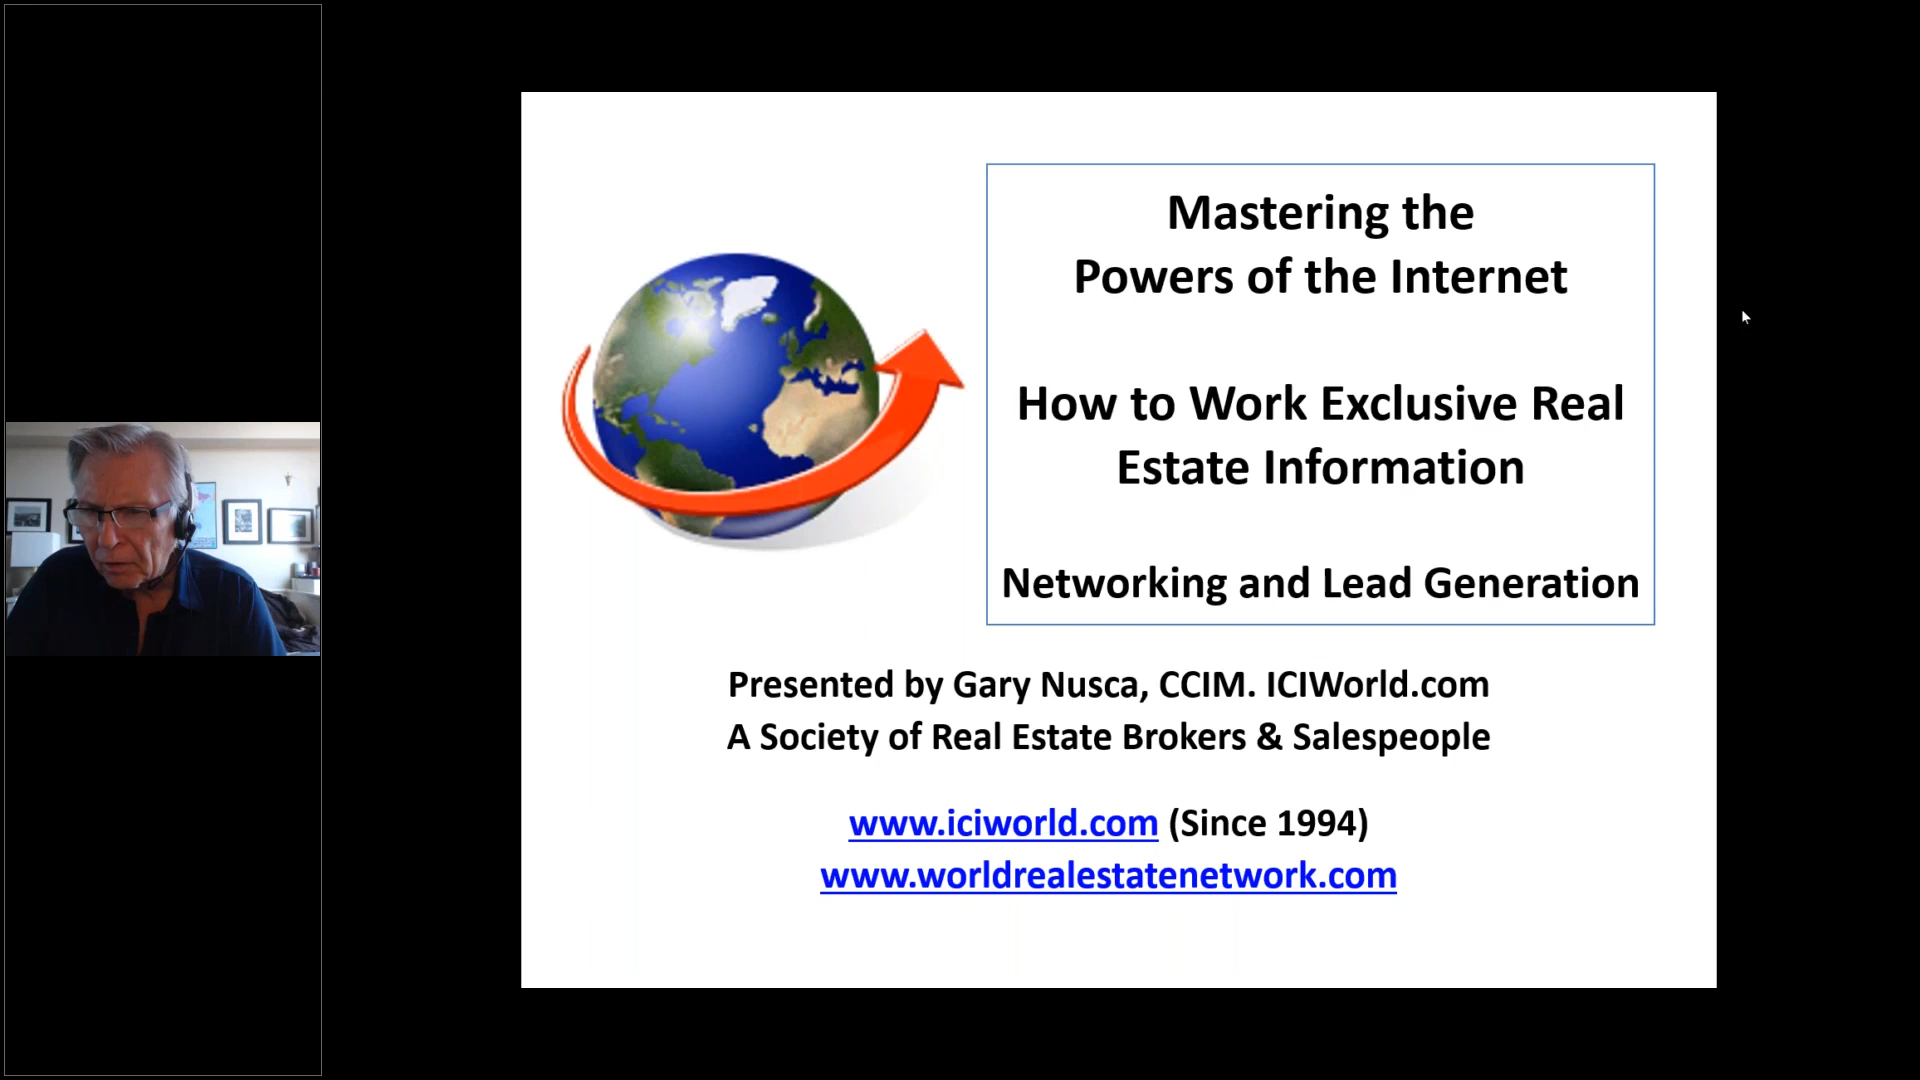 Mastering the
Powers of the Internet
How to Work Exclusive Real
Estate Information
Networking and Lead Generation
Presented by Gary Nusca, CCIM. ICIWorld.com
A Society of Real Estate Brokers & Salespeople
www.iciworld.com (Since 1994)
www.worldrealestatenetwork.com